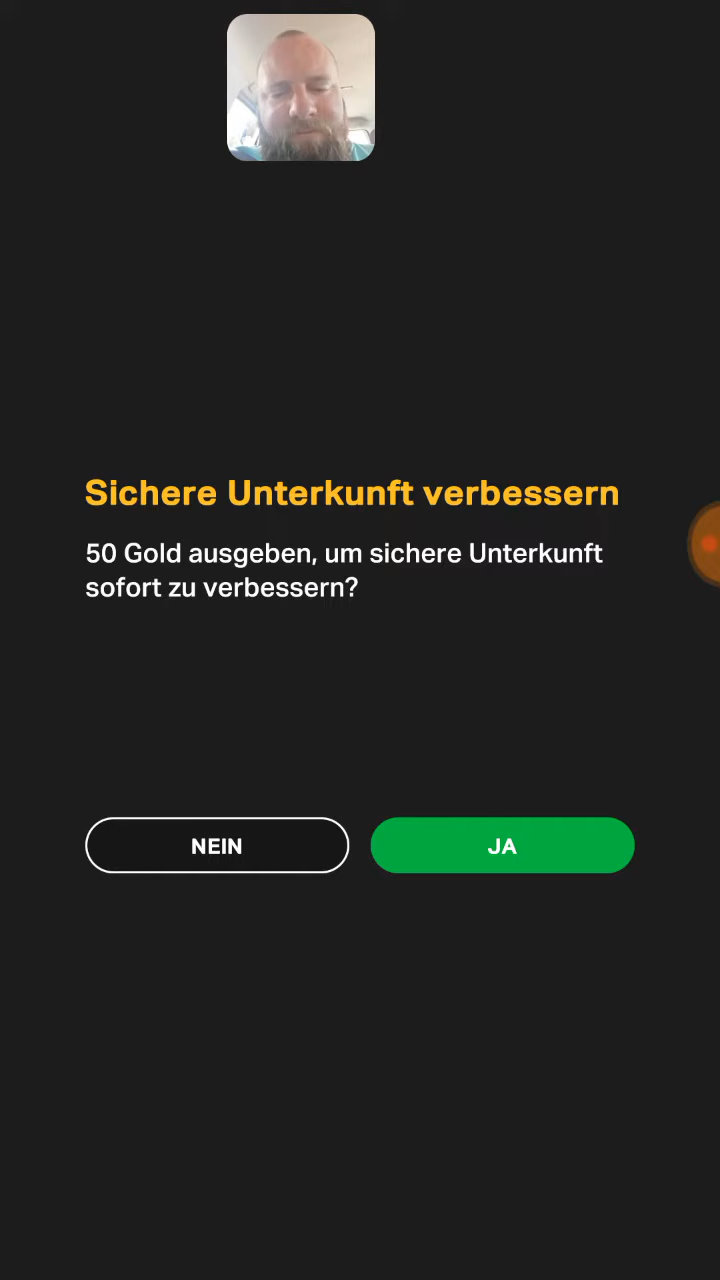 Sichere Unterkunft verbessern
50 Gold ausgeben, um sichere Unterkunft
sofort zu verbessern?
NEIN
JA